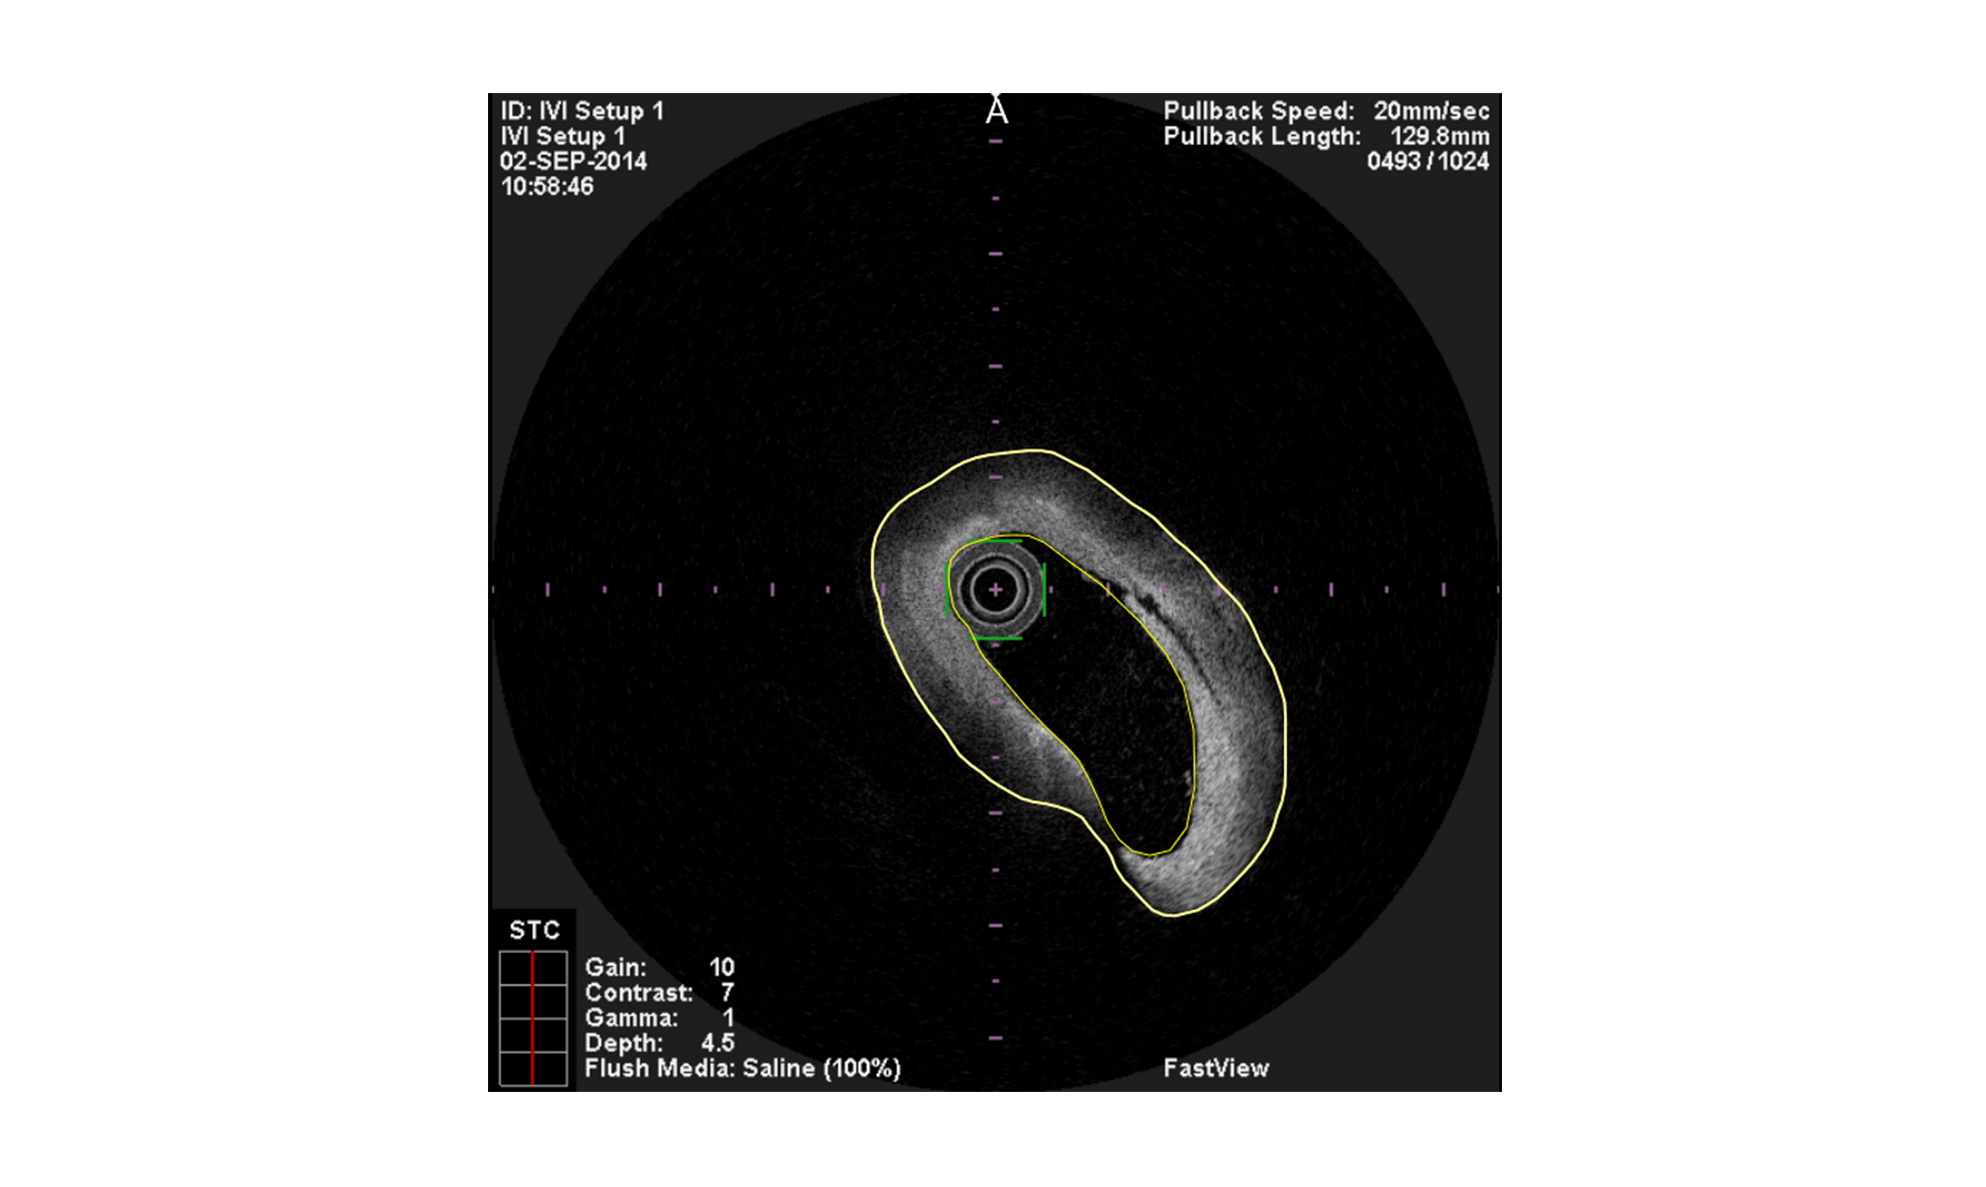 ID: IVI Setup 1
IVI Setup 1
02-SEP-2014
10:58:46
A
Pullback Speed: 20mm/sec
Pullback Length: 129.8mm
0493/1024
STC
Gain: 10
Contrast: 7
Gamma: 1
Depth: 4.5
Flush Media: Saline (100%)
FastView